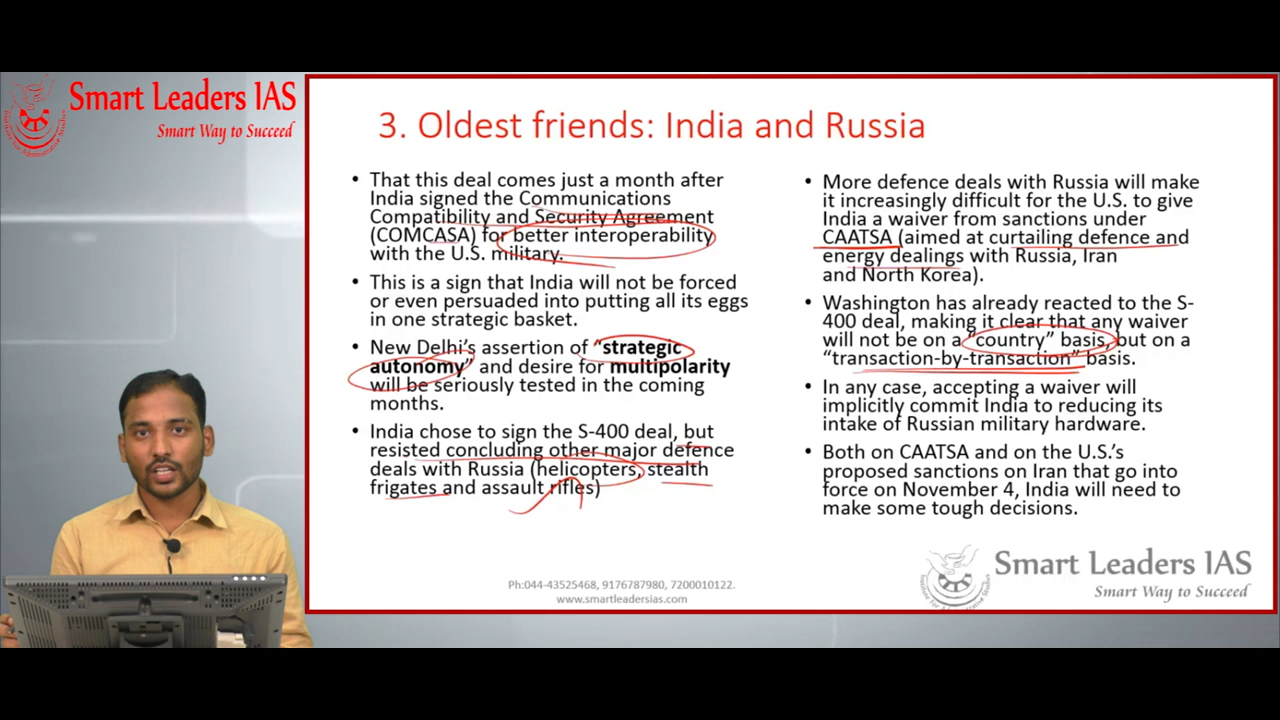 Smart Leaders IAS
Smart Way to Succeed
3. Oldest friends: India and Russia
• That this deal comes just a month after
India signed the Communications
Compatibility and Security Agreement
(COMCASA) for better interoperability
with the U.S. military.
• This is a sign that India will not be forced
or even persuaded into putting all its eggs
in one strategic basket.
• New Delhi's assertion of "strategic
autonomy" and desire for multipolarity
will be seriously tested in the coming
months.
• India chose to sign the S-400 deal, but
resisted concluding other major defence
deals with Russia (helicopters, stealth
frigates and assault rifles)
• More defence deals with Russia will make
it increasingly difficult for the U.S. to give
India a waiver from sanctions under
CAATSA (aimed at curtailing defence and
energy dealings with Russia, Iran
and North Korea).
• Washington has already reacted to the S-
400 deal, making it clear that any waiver
will not be on a "country" basis, but on a
"transaction-by-transaction" basis.
• In any case, accepting a waiver will
implicitly commit India to reducing its
intake of Russian military hardware.
• Both on CAATSA and on the U.S.'s
proposed sanctions on Iran that go into
force on November 4, India will need to
make some tough decisions.
Ph:044-43525468, 9176787980, 7200010122.
www.smartleadersias.com
Smart Leaders IAS
Smart Way to Succeed